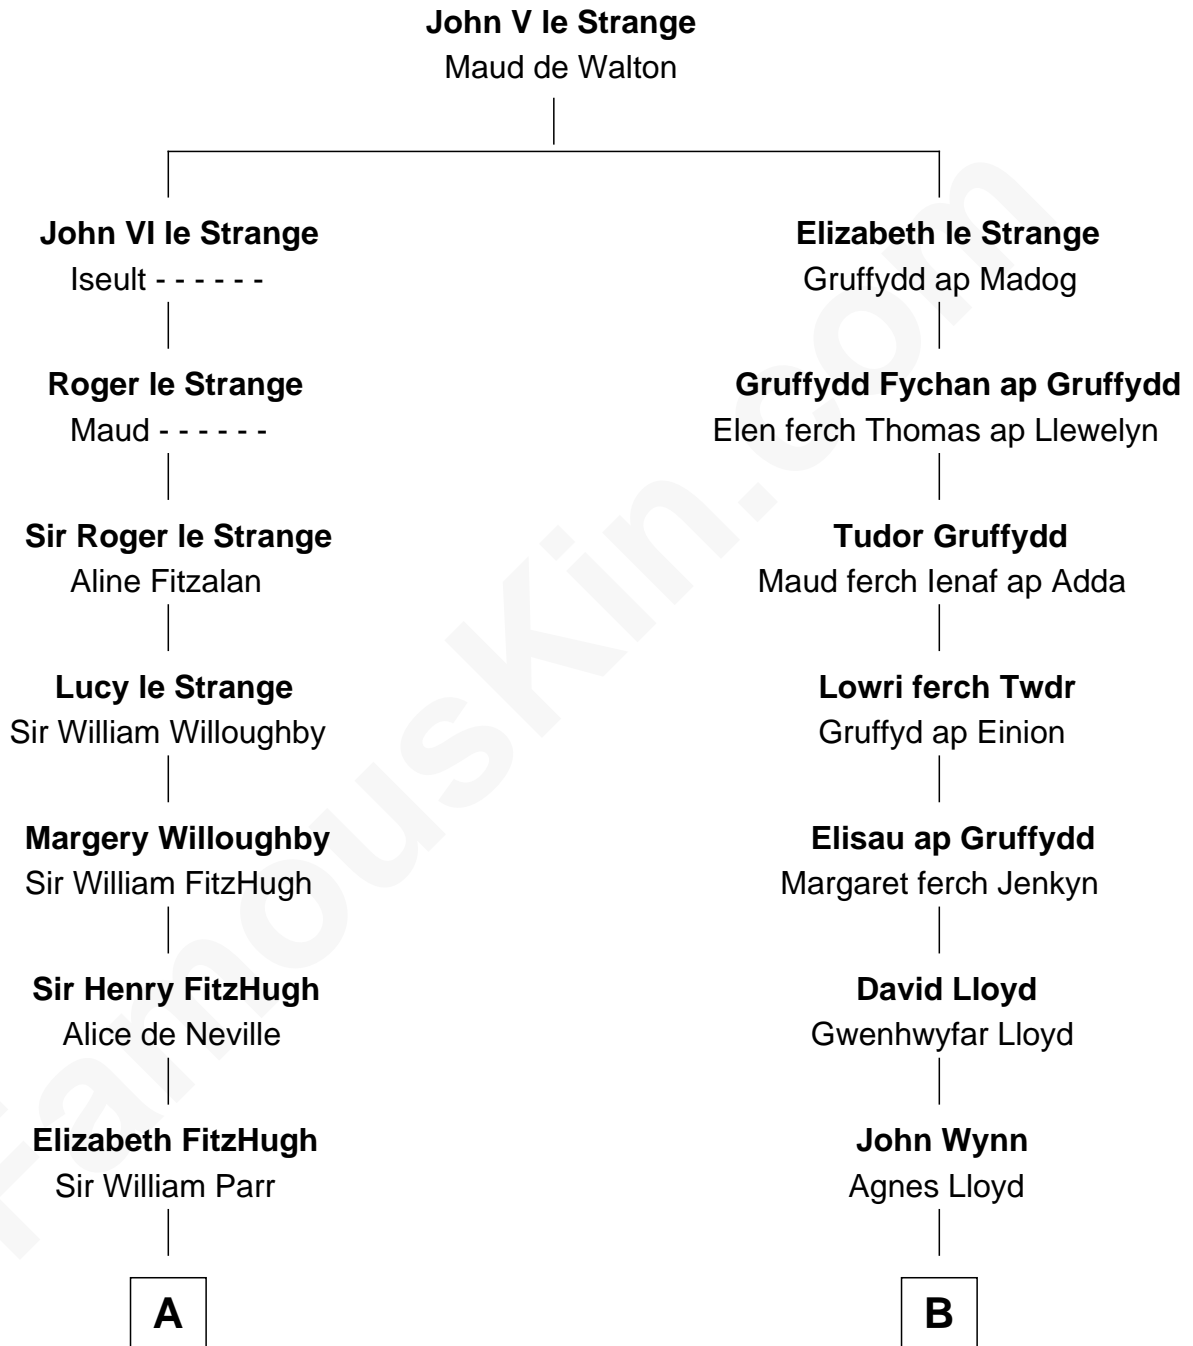 John V le Strange
Maud de Walton
John VI le Strange
Iseult - - - - - -
Elizabeth le Strange
Gruffydd ap Madog
Roger le Strange
Maud - - - - - -
Gruffydd Fychan ap Gruffydd
Elen ferch Thomas ap Llewelyn
Sir Roger le Strange
Aline Fitzalan
Tudor Gruffydd
Maud ferch Ienaf ap Adda
Lucy le Strange
Sir William Willoughby
Lowri ferch Twdr
Gruffyd ap Einion
Margery Willoughby
Sir William FitzHugh
Elisau ap Gruffydd
Margaret ferch Jenkyn
Sir Henry FitzHugh
Alice de Neville
David Lloyd
Gwenhwyfar Lloyd
Elizabeth FitzHugh
Sir William Parr
John Wynn
Agnes Lloyd
A
B
FamousKin.com